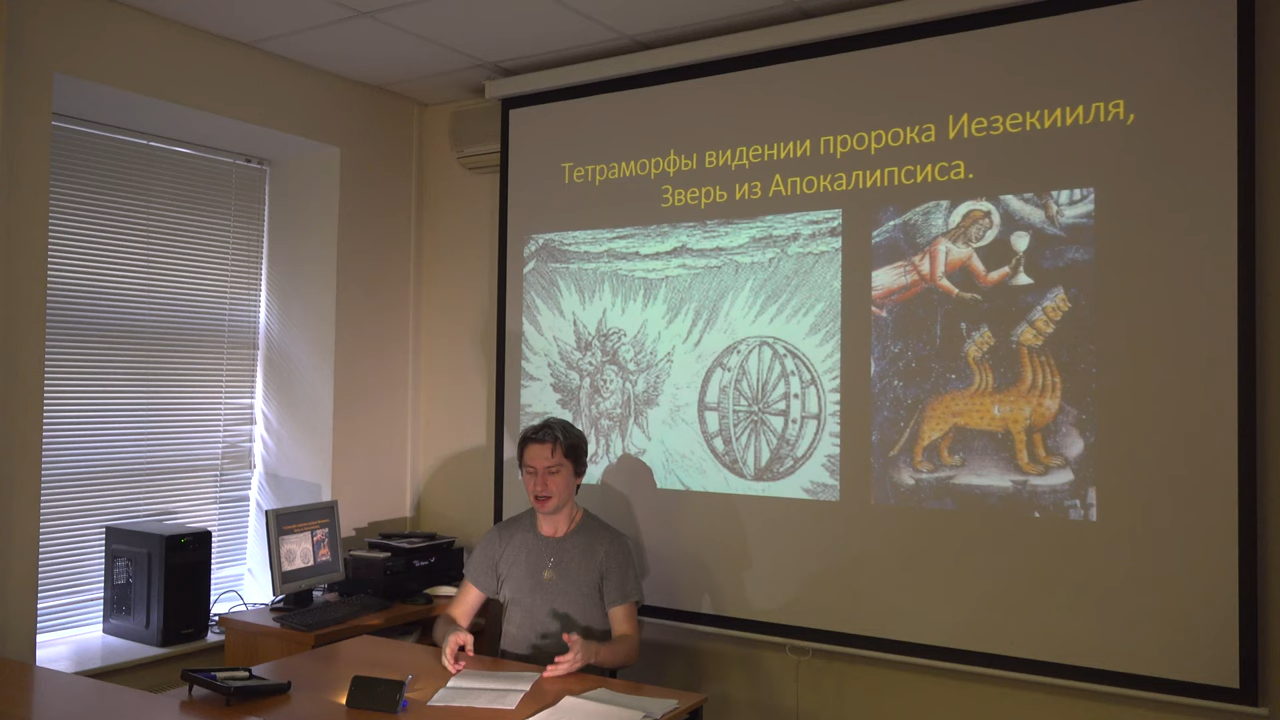 Тетраморфы видении пророка Иезекииля,
Зверь из Апокалипсиса.